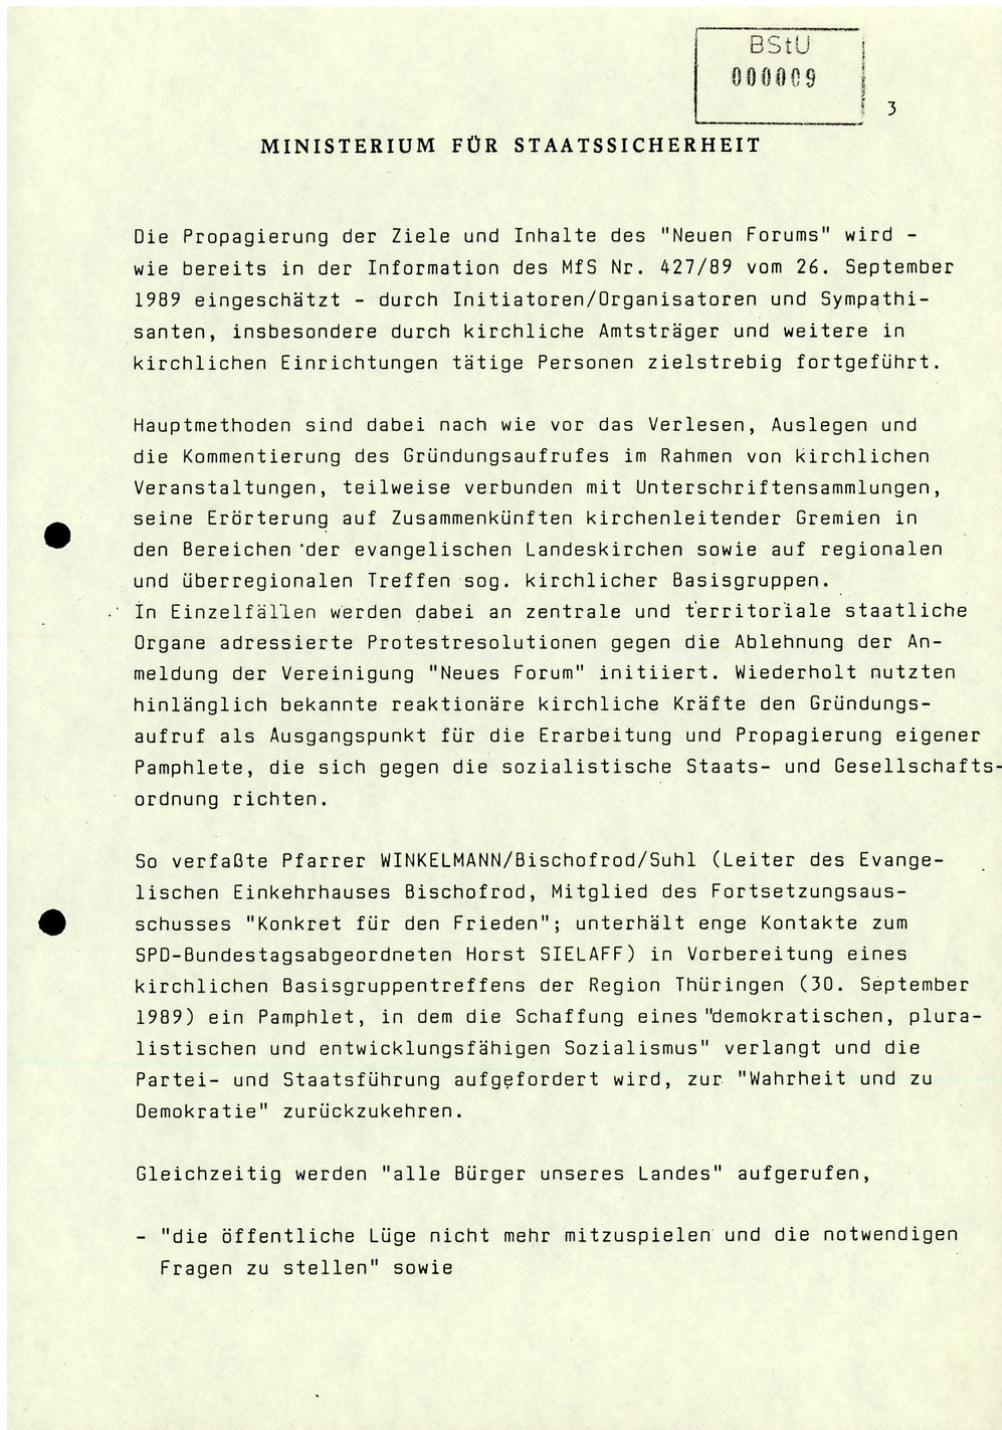 BStU
000009
3
MINISTERIUM FÜR STAATSSICHERHEIT
Die Propagierung der Ziele und Inhalte des "Neuen Forums" wird -
wie bereits in der Information des MfS Nr. 427/89 vom 26. September
1989 eingeschätzt - durch Initiatoren/Organisatoren und Sympathi-
santen, insbesondere durch kirchliche Amtsträger und weitere in
kirchlichen Einrichtungen tätige Personen zielstrebig fortgeführt.
Hauptmethoden sind dabei nach wie vor das Verlesen, Auslegen und
die Kommentierung des Gründungsaufrufes im Rahmen von kirchlichen
Veranstaltungen, teilweise verbunden mit Unterschriftensammlungen,
seine Erörterung auf Zusammenkünften kirchenleitender Gremien in
den Bereichen der evangelischen Landeskirchen sowie auf regionalen
und überregionalen Treffen sog. kirchlicher Basisgruppen.
In Einzelfällen werden dabei an zentrale und territoriale staatliche
Organe adressierte Protestresolutionen gegen die Ablehnung der An-
meldung der Vereinigung "Neues Forum" initiiert. Wiederholt nutzten
hinlänglich bekannte reaktionäre kirchliche Kräfte den Gründungs-
aufruf als Ausgangspunkt für die Erarbeitung und Propagierung eigener
Pamphlete, die sich gegen die sozialistische Staats- und Gesellschafts-
ordnung richten.
So verfaßte Pfarrer WINKELMANN/Bischofrod/Suhl (Leiter des Evange-
lischen Einkehrhauses Bischofrod, Mitglied des Fortsetzungsaus-
schusses "Konkret für den Frieden"; unterhält enge Kontakte zum
SPD-Bundestagsabgeordneten Horst SIELAFF) in Vorbereitung eines
kirchlichen Basisgruppentreffens der Region Thüringen (30. September
1989) ein Pamphlet, in dem die Schaffung eines "demokratischen, plura-
listischen und entwicklungsfähigen Sozialismus" verlangt und die
Partei- und Staatsführung aufgefordert wird, zur "Wahrheit und zu
Demokratie" zurückzukehren.
Gleichzeitig werden "alle Bürger unseres Landes" aufgerufen,
- "die öffentliche Lüge nicht mehr mitzuspielen und die notwendigen
Fragen zu stellen" sowie